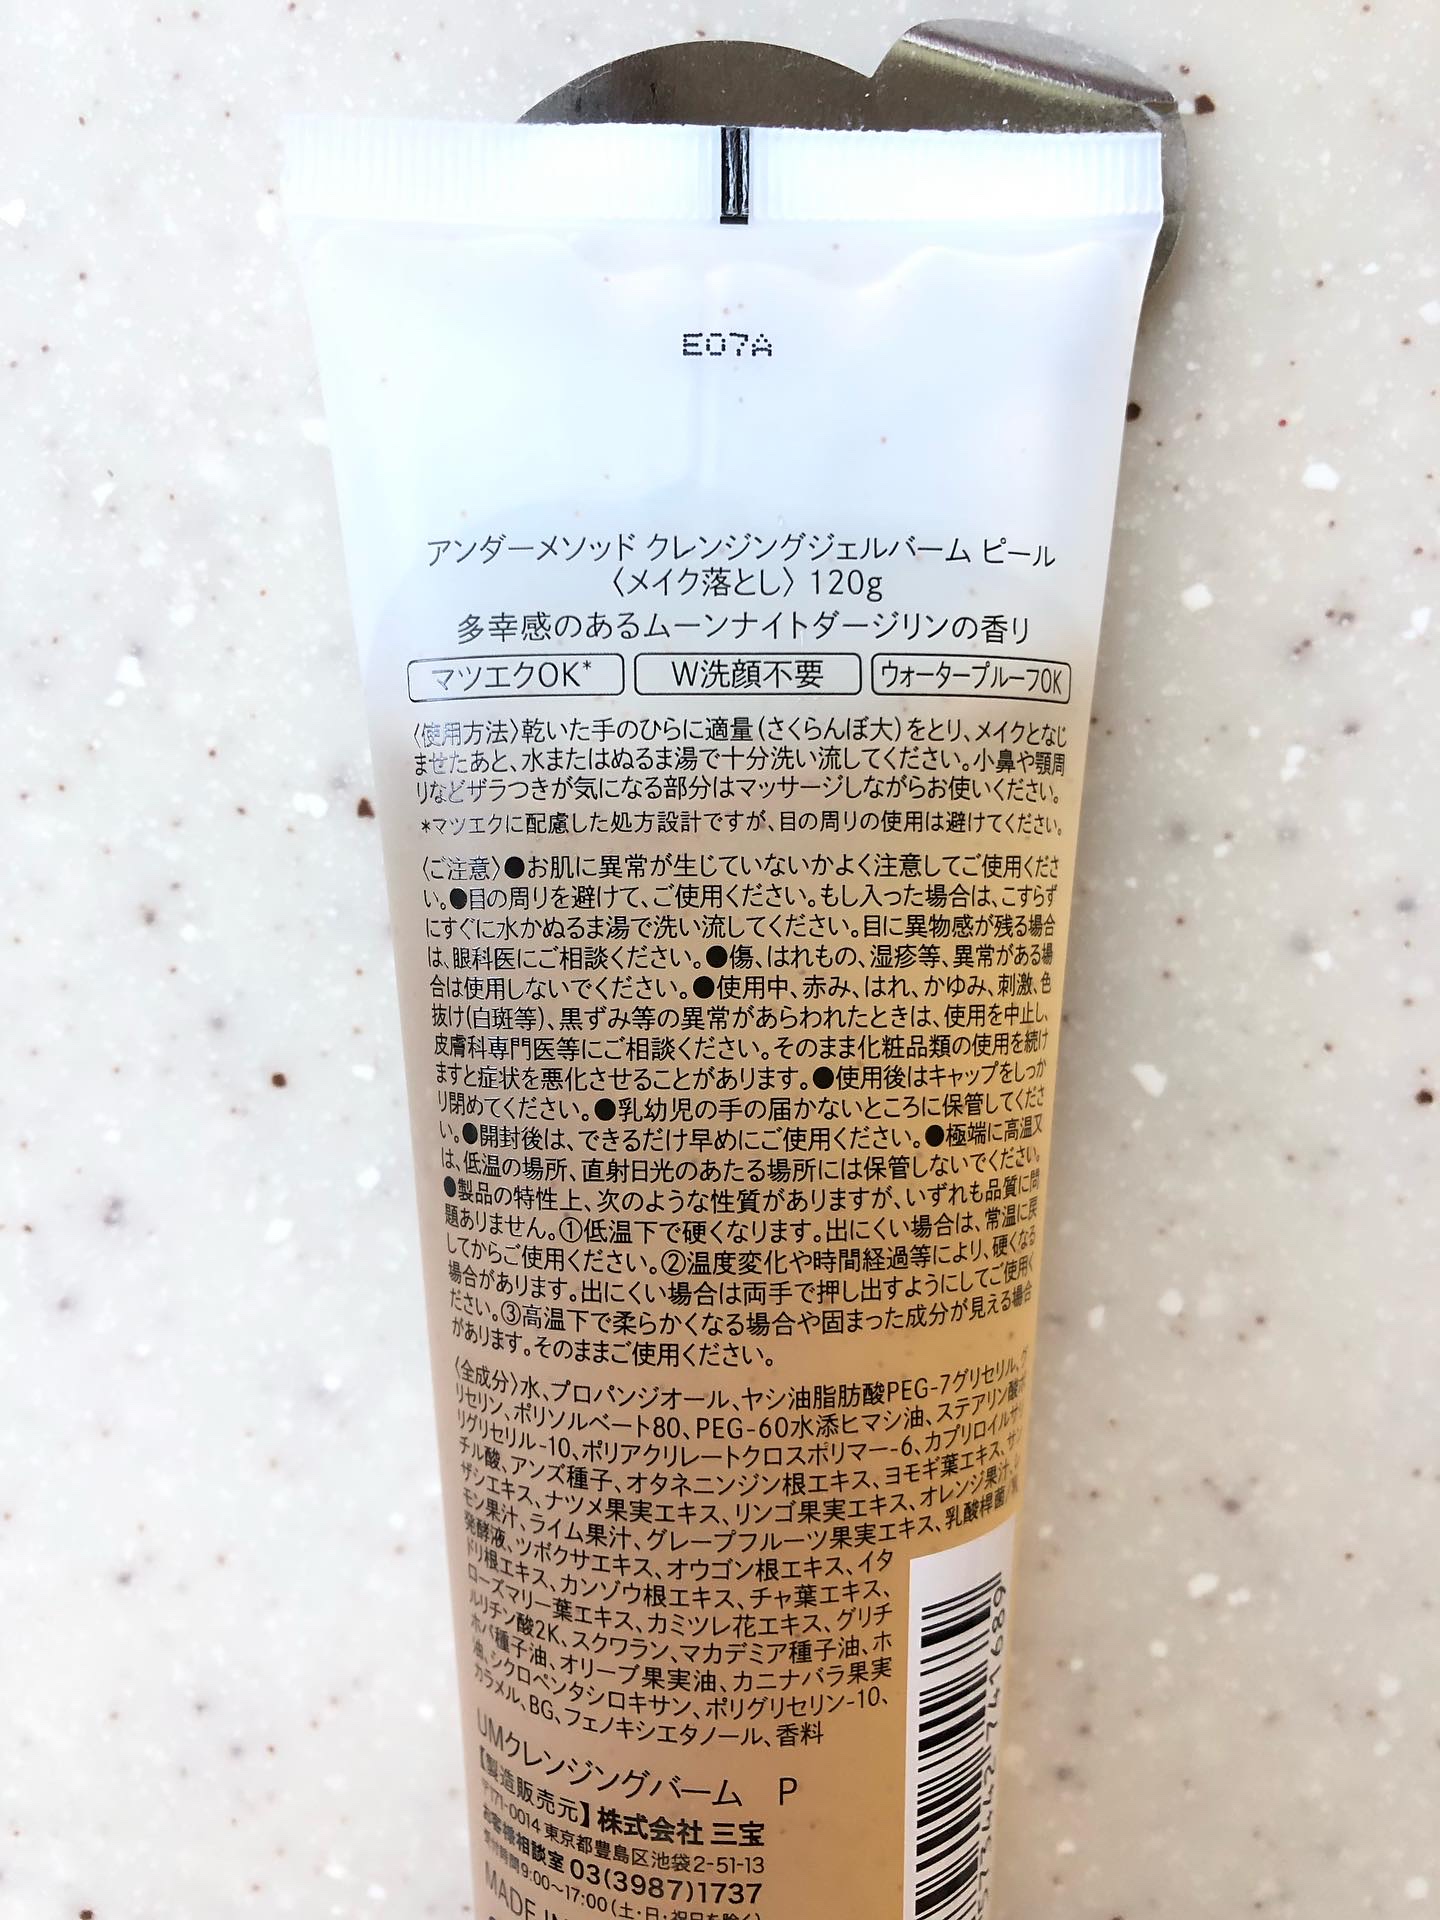 E07A
アンダーメソッド クレンジングジェルバーム ピール
〈メイク落とし〉120g
多幸感のあるムーンナイトダージリンの香り
マツエクOK* W洗顔不要 ウォータープルーフOK
〈使用方法〉乾いた手のひらに適量(さくらんぼ大)をとり、メイクとなじ
ませたあと、水またはぬるま湯で十分洗い流してください。小鼻や顎周
りなどザラつきが気になる部分はマッサージしながらお使いください。
*マツエクに配慮した処方設計ですが、目の周りの使用は避けてください。
〈ご注意〉●お肌に異常が生じていないかよく注意してご使用くださ
い。●目の周りを避けて、ご使用ください。もし入った場合は、こすらず
にすぐに水かぬるま湯で洗い流してください。目に異物感が残る場合
は、眼科医にご相談ください。●傷、はれもの、湿疹等、異常がある場
合は使用しないでください。●使用中、赤み、はれ、かゆみ、刺激、色
抜け(白斑等)、黒ずみ等の異常があらわれたときは、使用を中止し、
皮膚科専門医等にご相談ください。そのまま化粧品類の使用を続け
ますと症状を悪化させることがあります。●使用後はキャップをしっか
り閉めてください。●乳幼児の手の届かないところに保管してくださ
い。●開封後は、できるだけ早めにご使用ください。●極端に高温又
は、低温の場所、直射日光のあたる場所には保管しないでください。
●製品の特性上、次のような性質がありますが、いずれも品質に問
題ありません。①低温下で硬くなります。出にくい場合は、常温に戻
してからご使用ください。②温度変化や時間経過等により、硬くなる
場合があります。出にくい場合は両手で押し出すようにしてご使用く
ださい。③高温下で柔らかくなる場合や固まった成分が見える場合
があります。そのままご使用ください。
〈全成分〉水、プロパンジオール、ヤシ油脂肪酸PEG-7グリセリル、グ
リセリン、ポリソルベート80、PEG-60水添ヒマシ油、ステアリン酸ポ
リグリセリル-10、ポリアクリレートクロスポリマー-6、カプリロイルサリ
チル酸、アンズ種子、オタネニンジン根エキス、ヨモギ葉エキス、サン
ザシエキス、ナツメ果実エキス、リンゴ果実エキス、オレンジ果汁、レ
モン果汁、ライム果汁、グレープフルーツ果実エキス、乳酸桿菌/
発酵液、ツボクサエキス、オウゴン根エキス、イタ
ドリ根エキス、カンゾウ根エキス、チャ葉エキス、
ローズマリー葉エキス、カミツレ花エキス、グリチ
ルリチン酸2K、スクワラン、マカデミア種子油、ホ
ホバ種子油、オリーブ果実油、カニナバラ果実
油、シクロペンタシロキサン、ポリグリセリン-10、
カラメル、BG、フェノキシエタノール、香料
UMクレンジングバーム P
【製造販売元】株式会社 三宝
〒171-0014 東京都豊島区池袋2-51-13
お客様相談室 03(3987)1737
受付時間9:00〜17:00(土・日・祝日を除く)
MADE IN